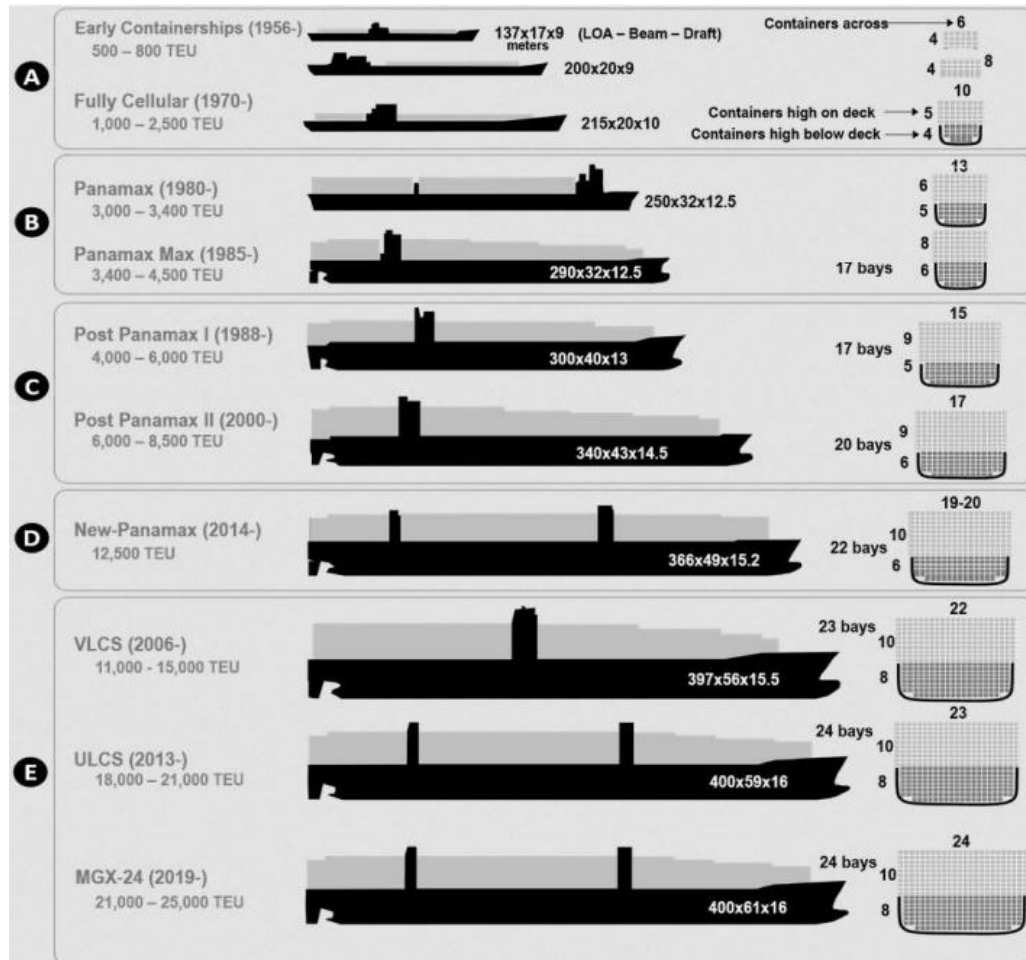 A
Early Containerships (1956-)
500 – 800 TEU
137x17x9
meters
(LOA – Beam – Draft)
200x20x9
Containers across
6
4
4
8
Fully Cellular (1970-)
1,000 – 2,500 TEU
215x20x10
10
Containers high on deck
5
Containers high below deck
4
B
Panamax (1980-)
3,000 – 3,400 TEU
250x32x12.5
13
6
5
Panamax Max (1985-)
3,400 – 4,500 TEU
290x32x12.5
17 bays
8
6
C
Post Panamax I (1988-)
4,000 – 6,000 TEU
300x40x13
17 bays
15
9
5
Post Panamax II (2000-)
6,000 – 8,500 TEU
340x43x14.5
20 bays
17
9
6
D
New-Panamax (2014-)
12,500 TEU
366x49x15.2
22 bays
19-20
10
6
E
VLCS (2006-)
11,000 - 15,000 TEU
397x56x15.5
23 bays
22
10
8
ULCS (2013-)
18,000 – 21,000 TEU
400x59x16
24 bays
23
10
8
MGX-24 (2019-)
21,000 – 25,000 TEU
400x61x16
24 bays
24
10
8